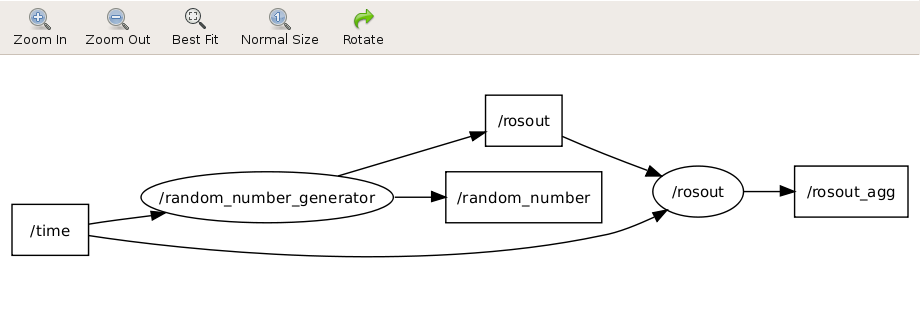 Zoom In
Zoom Out
Best Fit
Normal Size
Rotate
/rosout
/random_number_generator
/random_number
/rosout
/rosout_agg
/time